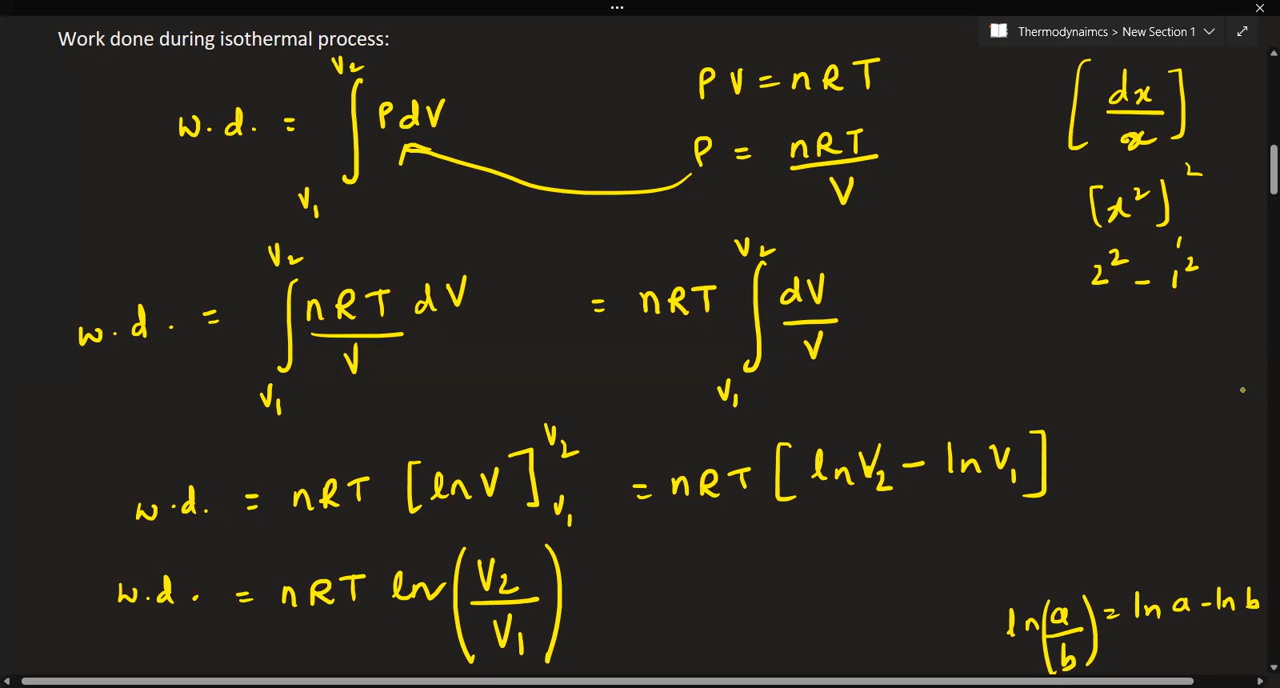 Thermodynaimcs > New Section 1
Work done during isothermal process:
w.d. = ∫_{V1}^{V2} P dV
PV = nRT
P = nRT/V
[dx/x]
[x²]₁²
2² - 1²
w.d. = ∫_{V1}^{V2} nRT/V dV = nRT ∫_{V1}^{V2} dV/V
w.d. = nRT [ln V]_{V1}^{V2} = nRT [ln V2 - ln V1]
w.d. = nRT ln(V2/V1)
ln(a/b) = ln a - ln b